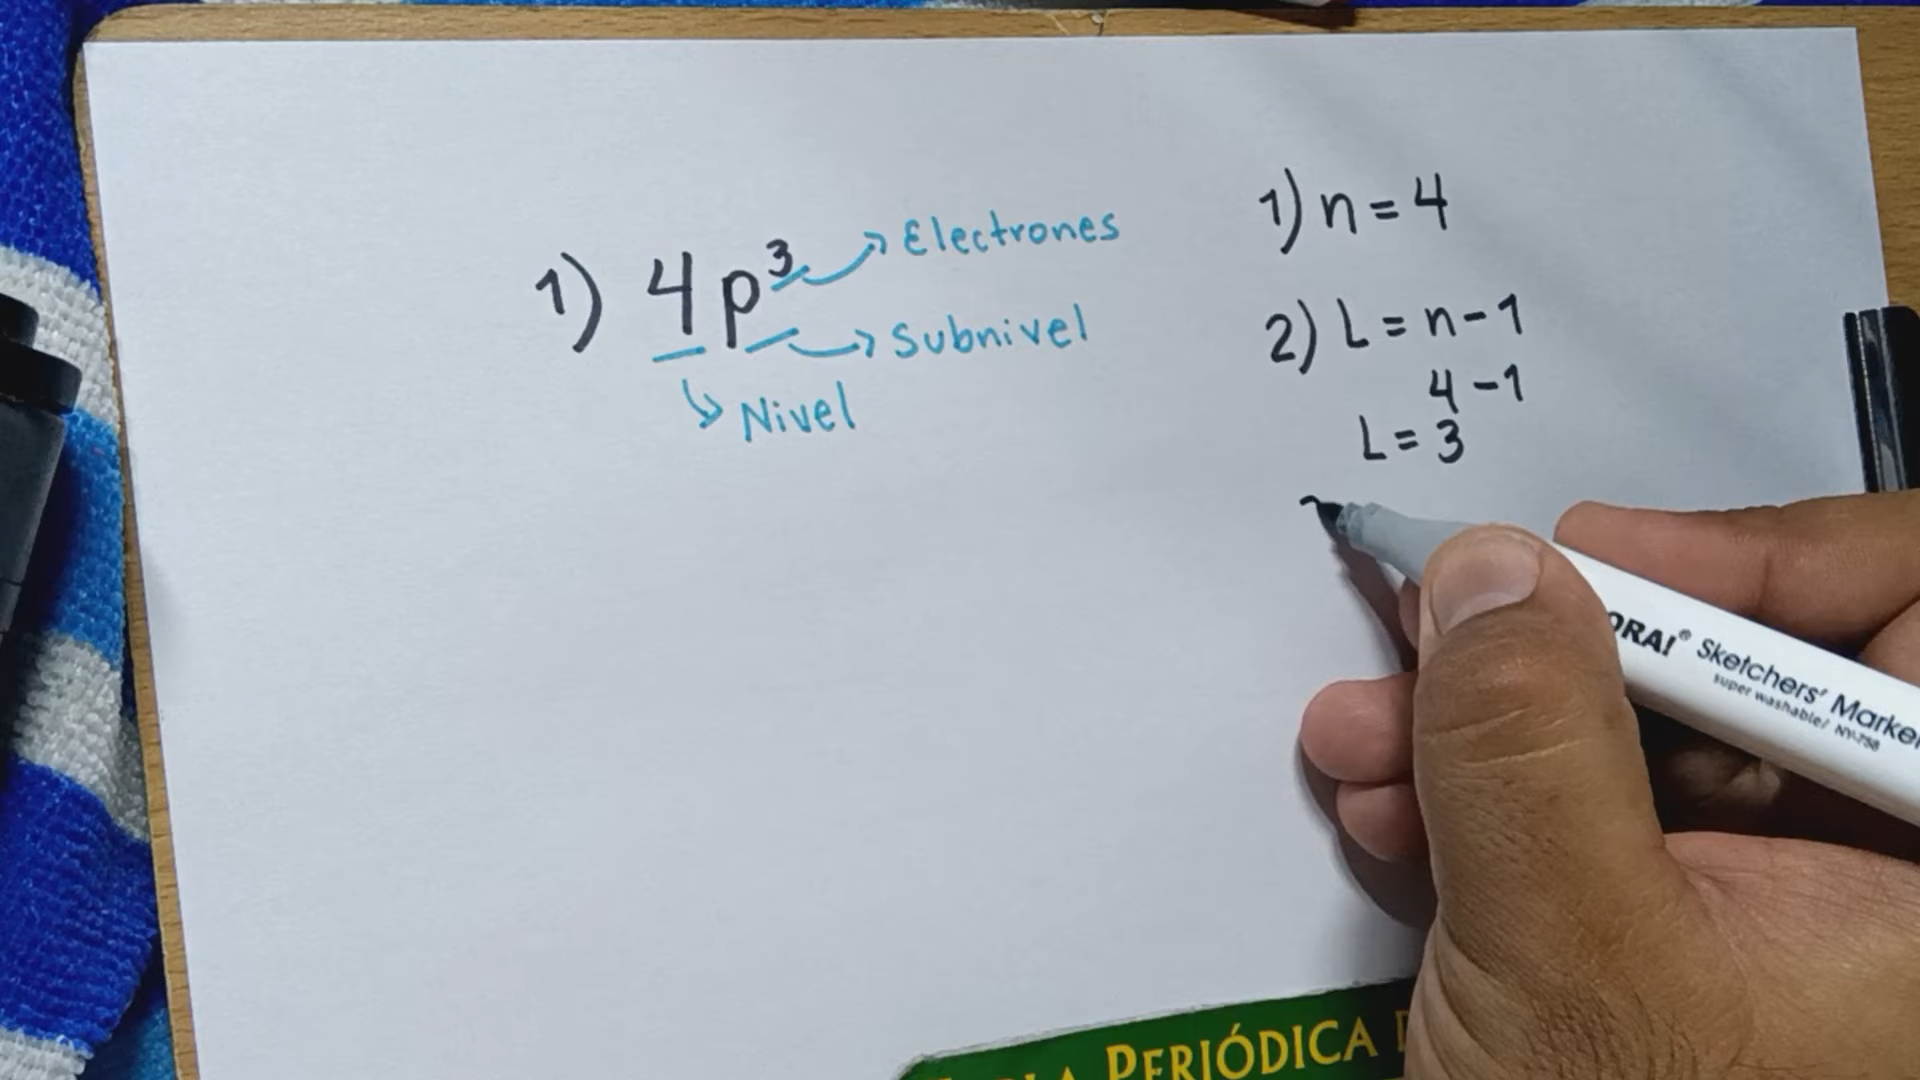 1) 4p³
Electrones
Subnivel
Nivel
1) n = 4
2) L = n - 1
4 - 1
L = 3
ORA!® Sketchers' Marker
super washable/ NY-758
PERIÓDICA